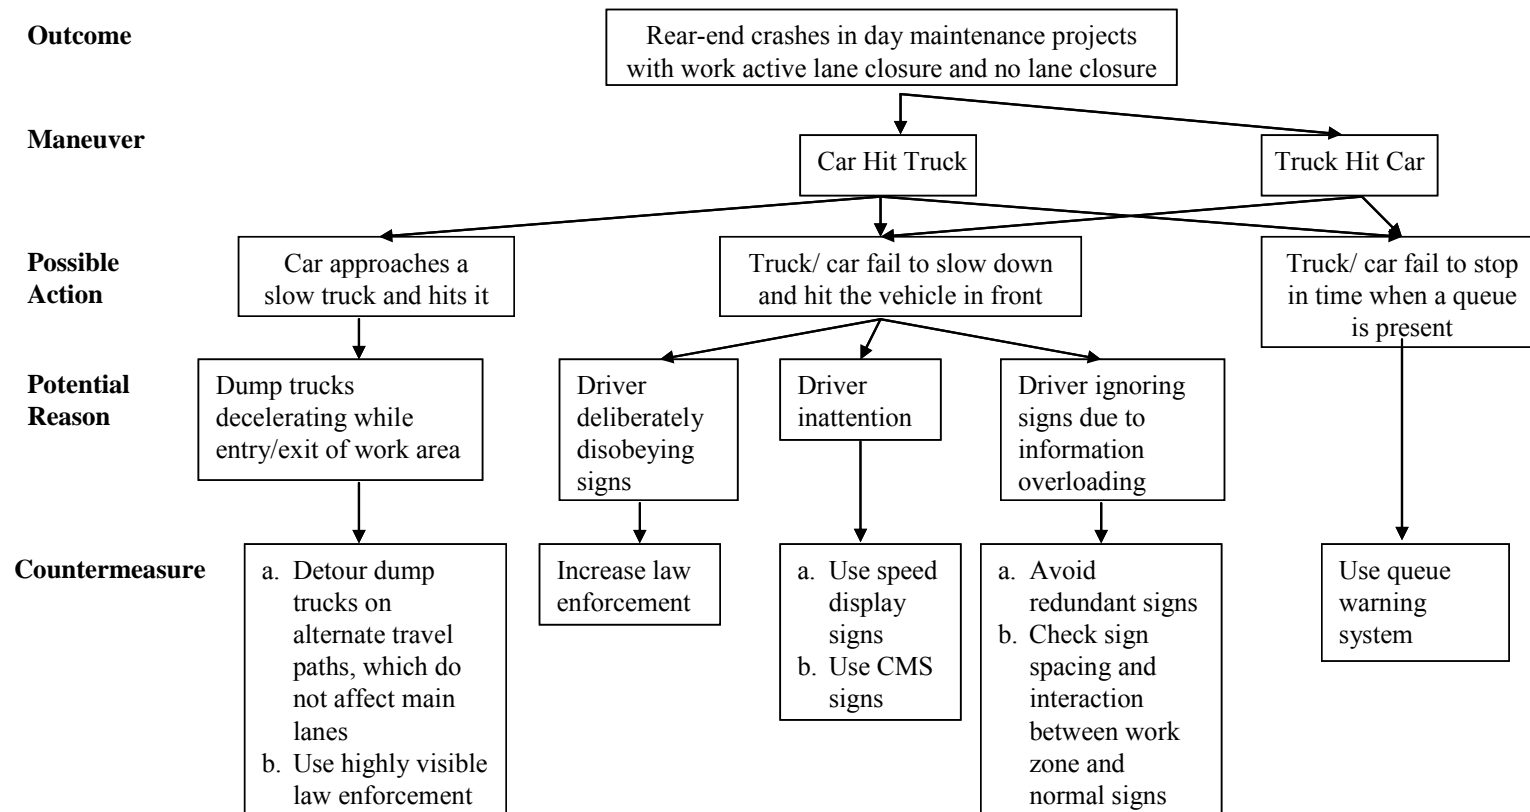 Outcome
Rear-end crashes in day maintenance projects
with work active lane closure and no lane closure
Maneuver
Car Hit Truck
Truck Hit Car
Possible
Action
Car approaches a
slow truck and hits it
Truck/ car fail to slow down
and hit the vehicle in front
Truck/ car fail to stop
in time when a queue
is present
Potential
Reason
Dump trucks
decelerating while
entry/exit of work area
Driver
deliberately
disobeying
signs
Driver
inattention
Driver ignoring
signs due to
information
overloading
Countermeasure
a. Detour dump
trucks on
alternate travel
paths, which do
not affect main
lanes
b. Use highly visible
law enforcement
Increase law
enforcement
a. Use speed
display
signs
b. Use CMS
signs
a. Avoid
redundant signs
b. Check sign
spacing and
interaction
between work
zone and
normal signs
Use queue
warning
system